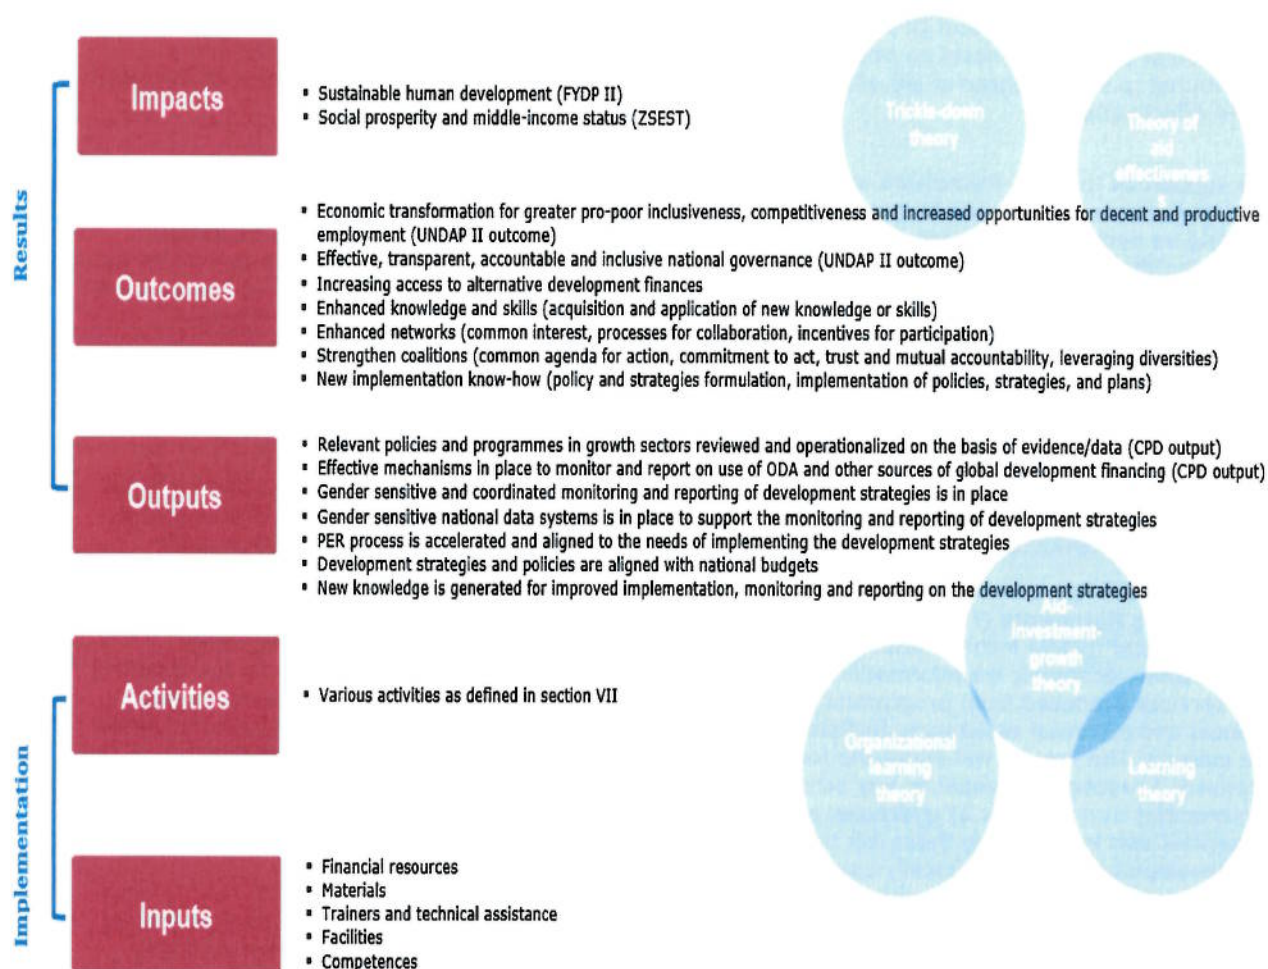 Impacts
▪ Sustainable human development (FYDP II)
▪ Social prosperity and middle-income status (ZSEST)
Trickle-down
theory
Theory of
aid
effectivenes
s
Results
Outcomes
▪ Economic transformation for greater pro-poor inclusiveness, competitiveness and increased opportunities for decent and productive
employment (UNDAP II outcome)
▪ Effective, transparent, accountable and inclusive national governance (UNDAP II outcome)
▪ Increasing access to alternative development finances
▪ Enhanced knowledge and skills (acquisition and application of new knowledge or skills)
▪ Enhanced networks (common interest, processes for collaboration, incentives for participation)
▪ Strengthen coalitions (common agenda for action, commitment to act, trust and mutual accountability, leveraging diversities)
▪ New implementation know-how (policy and strategies formulation, implementation of policies, strategies, and plans)
Outputs
▪ Relevant policies and programmes in growth sectors reviewed and operationalized on the basis of evidence/data (CPD output)
▪ Effective mechanisms in place to monitor and report on use of ODA and other sources of global development financing (CPD output)
▪ Gender sensitive and coordinated monitoring and reporting of development strategies is in place
▪ Gender sensitive national data systems is in place to support the monitoring and reporting of development strategies
▪ PER process is accelerated and aligned to the needs of implementing the development strategies
▪ Development strategies and policies are aligned with national budgets
▪ New knowledge is generated for improved implementation, monitoring and reporting on the development strategies
Aid-
investment-
growth
theory
Organizational
learning
theory
Learning
theory
Implementation
Activities
▪ Various activities as defined in section VII
Inputs
▪ Financial resources
▪ Materials
▪ Trainers and technical assistance
▪ Facilities
▪ Competences